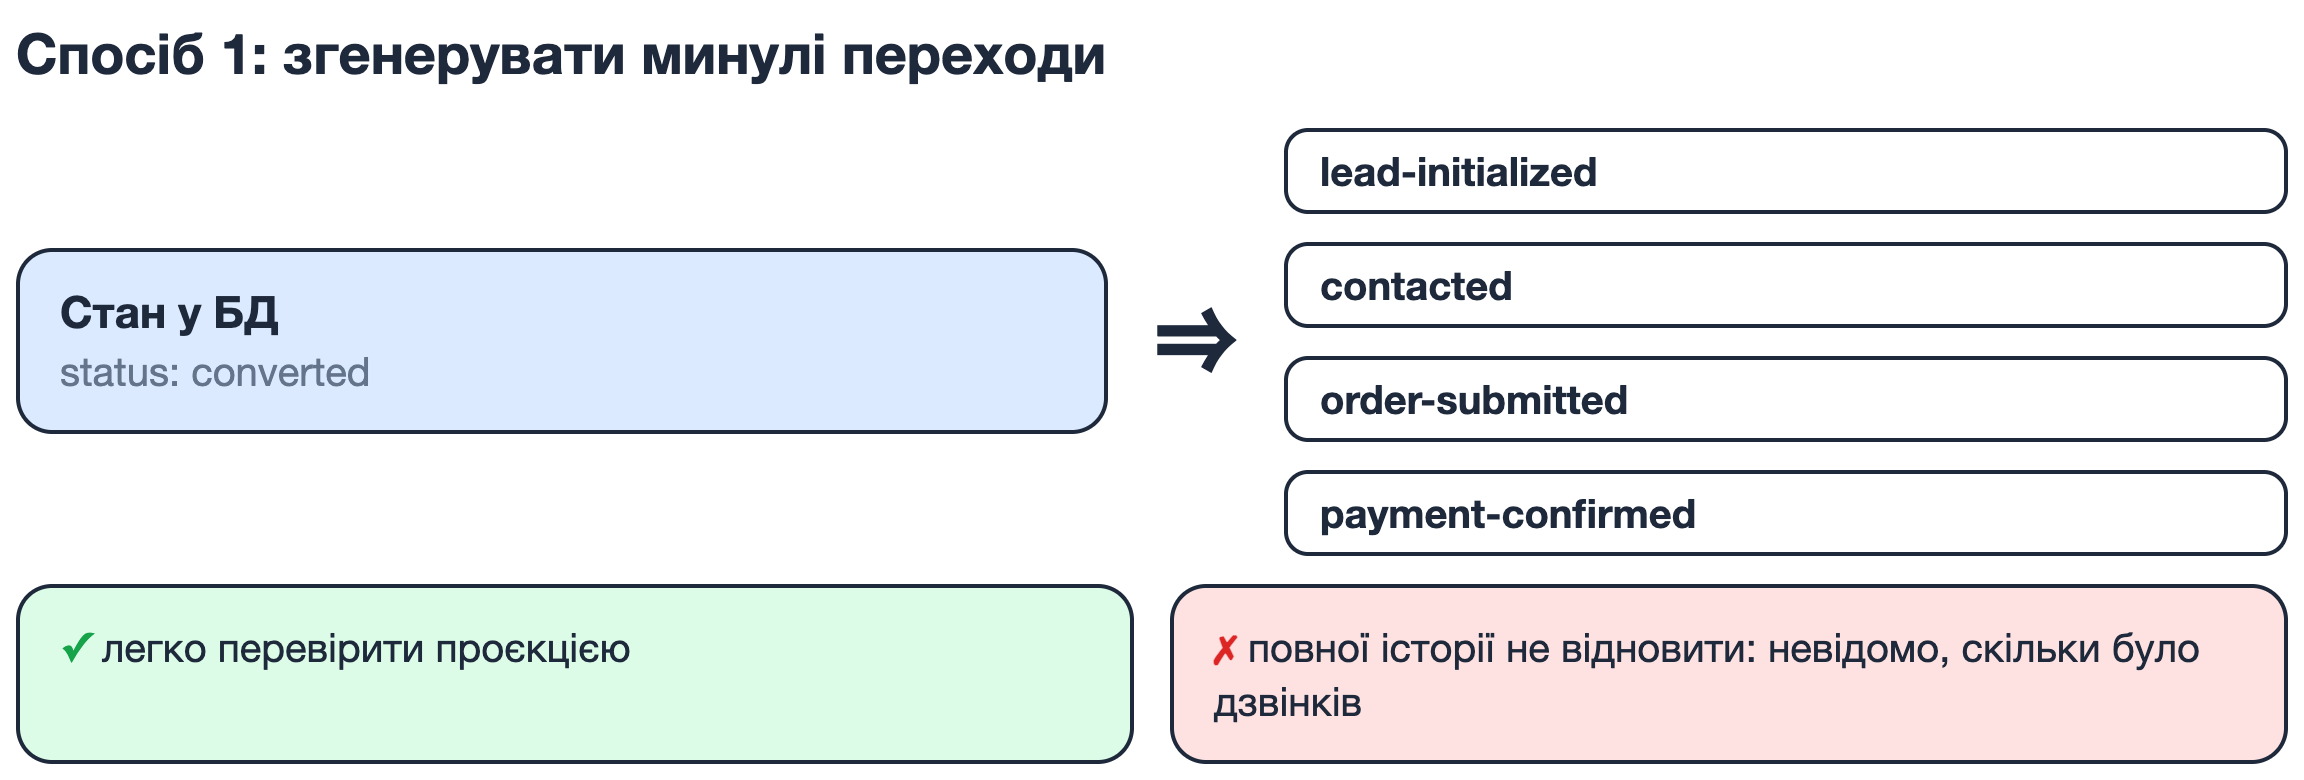 Спосіб 1: згенерувати минулі переходи
Стан у БД
status: converted
⇒
lead-initialized
contacted
order-submitted
payment-confirmed
✓ легко перевірити проєкцією
✗ повної історії не відновити: невідомо, скільки було
дзвінків